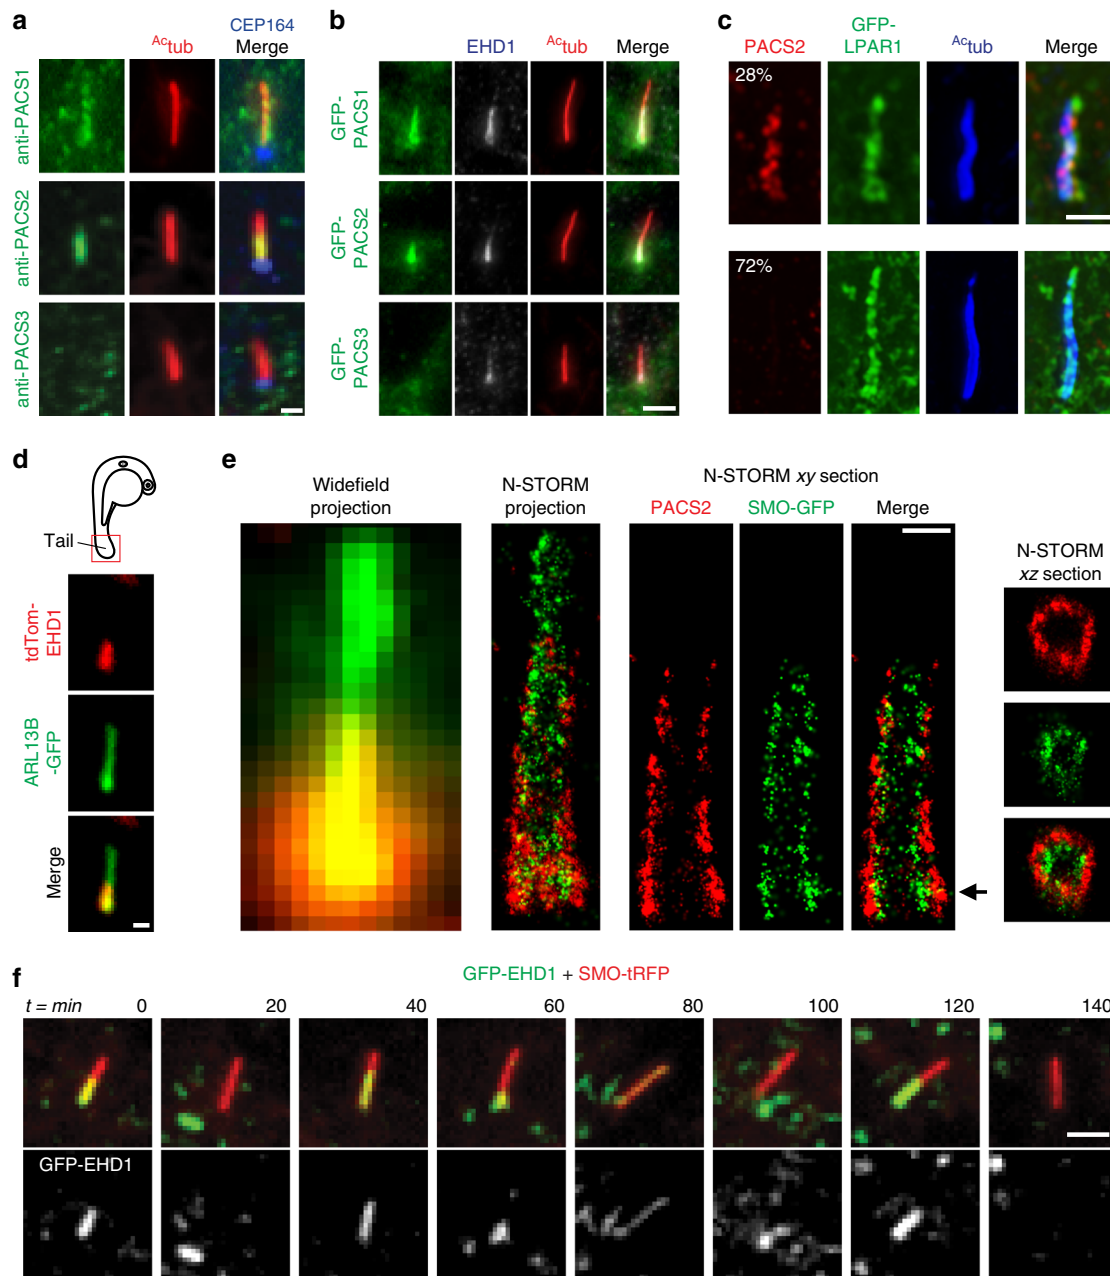 a
Actub
CEP164
Merge
anti-PACS1
anti-PACS2
anti-PACS3
b
EHD1
Actub
Merge
GFP-
PACS1
GFP-
PACS2
GFP-
PACS3
c
PACS2
GFP-
LPAR1
Actub
Merge
28%
72%
d
Tail
tdTom-
EHD1
ARL13B
-GFP
Merge
e
Widefield
projection
N-STORM
projection
N-STORM xy section
PACS2
SMO-GFP
Merge
N-STORM
xz section
f
GFP-EHD1 + SMO-tRFP
t = min 0 20 40 60 80 100 120 140
GFP-EHD1